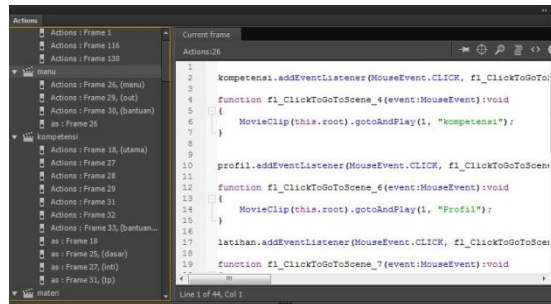 Actions
Actions : Frame 1
Actions : Frame 116
Actions : Frame 130
menu
Actions : Frame 26, (menu)
Actions : Frame 29, (out)
Actions : Frame 30, (bantuan)
as : Frame 26
kompetensi
Actions : Frame 18, (utama)
Actions : Frame 27
Actions : Frame 28
Actions : Frame 29
Actions : Frame 31
Actions : Frame 32
Actions : Frame 33, (bantuan...
as : Frame 18
as : Frame 25, (dasar)
as : Frame 27, (inti)
as : Frame 31, (tp)
materi
Current frame
Actions:26
1
2 kompetensi.addEventListener(MouseEvent.CLICK, fl_ClickToGoToS
3
4 function fl_ClickToGoToScene_4(event:MouseEvent):void
5 {
6 MovieClip(this.root).gotoAndPlay(1, "kompetensi");
7 }
8
9
10 profil.addEventListener(MouseEvent.CLICK, fl_ClickToGoToScene
11
12 function fl_ClickToGoToScene_6(event:MouseEvent):void
13 {
14 MovieClip(this.root).gotoAndPlay(1, "Profil");
15 }
16
17 latihan.addEventListener(MouseEvent.CLICK, fl_ClickToGoToScen
18
19 function fl_ClickToGoToScene_7(event:MouseEvent):void
Line 1 of 44, Col 1